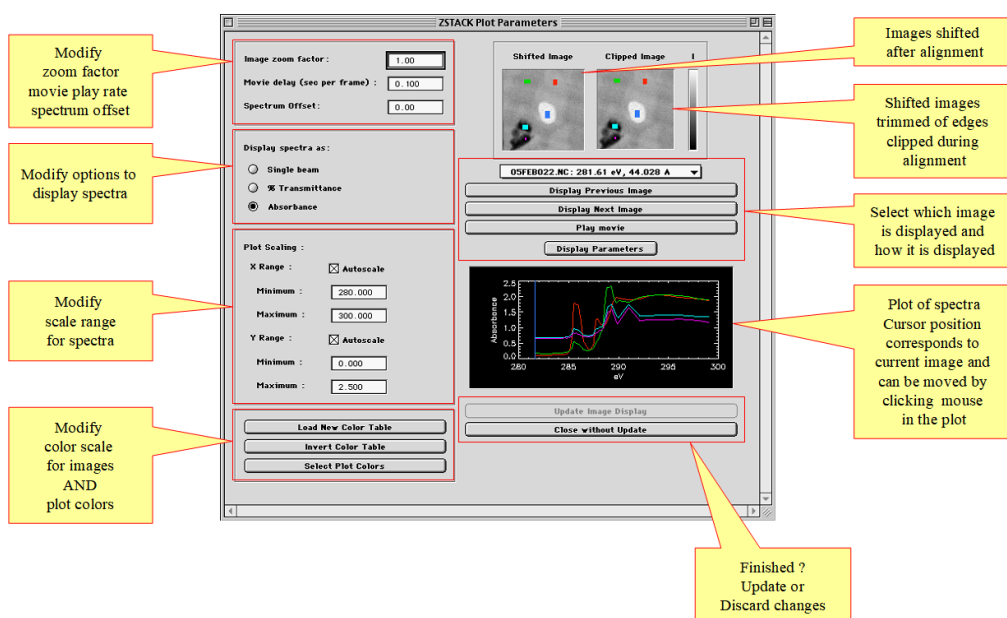 ZSTACK Plot Parameters
Modify
zoom factor
movie play rate
spectrum offset
Image zoom factor :
1.00
Movie delay (sec per frame) :
0.100
Spectrum Offset:
0.00
Modify options to
display spectra
Display spectra as:
Single beam
% Transmittance
Absorbance
Modify
scale range
for spectra
Plot Scaling :
X Range :
Autoscale
Minimum :
280.000
Maximum :
300.000
Y Range :
Autoscale
Minimum :
0.000
Maximum :
2.500
Modify
color scale
for images
AND
plot colors
Load New Color Table
Invert Color Table
Select Plot Colors
Shifted Image
Clipped Image
I
Images shifted
after alignment
Shifted images
trimmed of edges
clipped during
alignment
05FEB022.NC: 281.61 eV, 44.028 A
Display Previous Image
Display Next Image
Play movie
Display Parameters
Select which image
is displayed and
how it is displayed
Absorbance
2.5
2.0
1.5
1.0
0.5
0.0
280
285
290
295
300
eV
Plot of spectra
Cursor position
corresponds to
current image and
can be moved by
clicking mouse
in the plot
Update Image Display
Close without Update
Finished ?
Update or
Discard changes